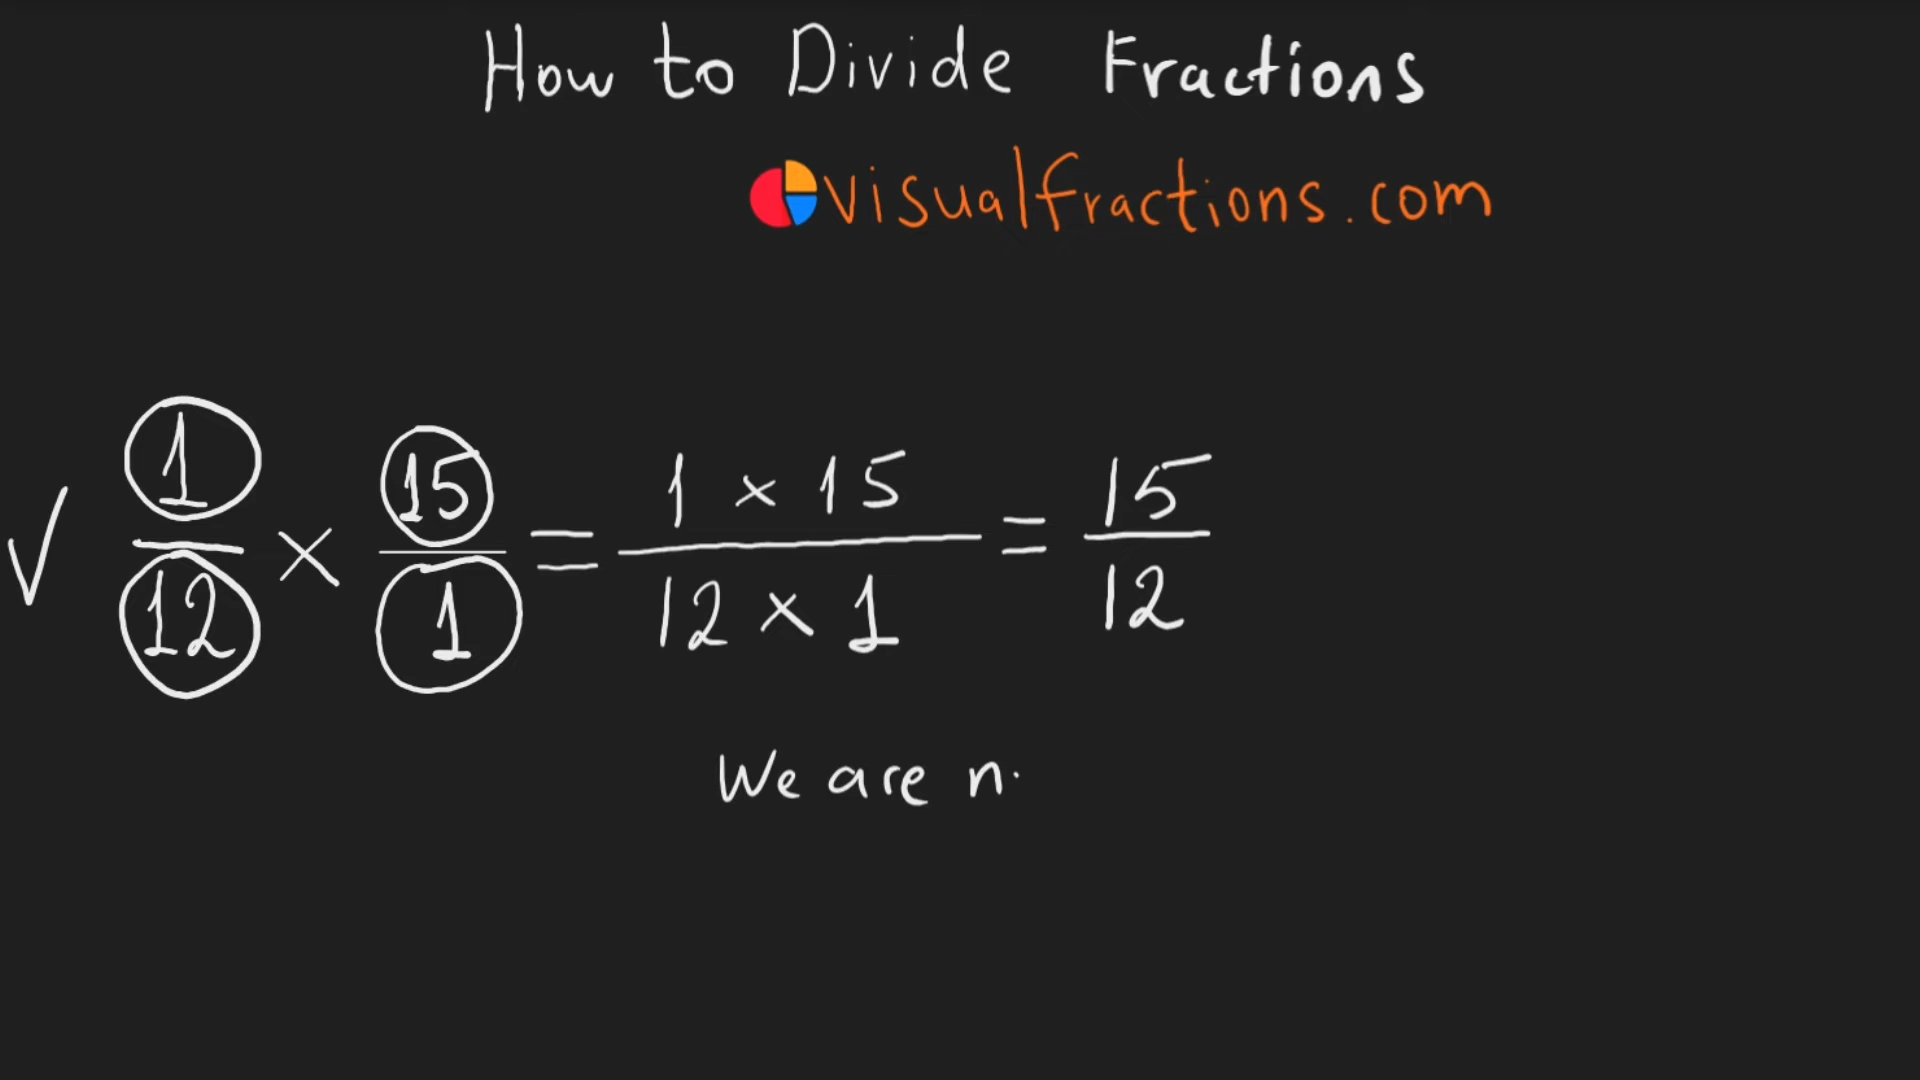 How to Divide Fractions
visualfractions.com
√ 1/12 × 15/1 = 1 × 15 / 12 × 1 = 15/12
We are n